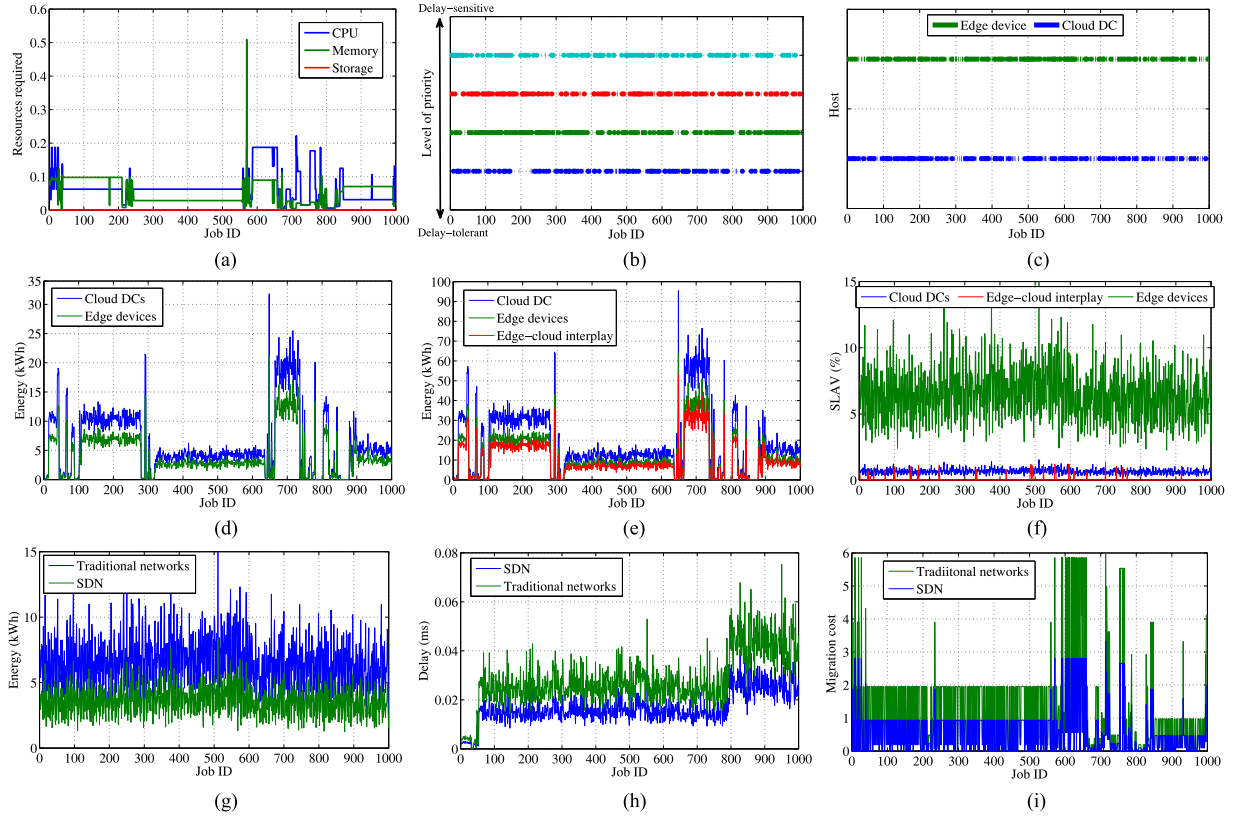 0.6
0.5
0.4
0.3
0.2
0.1
0
Resources required
CPU
Memory
Storage
0 100 200 300 400 500 600 700 800 900 1000
Job ID
(a)
Delay−sensitive
Level of priority
Delay−tolerant
0 100 200 300 400 500 600 700 800 900 1000
Job ID
(b)
Edge device Cloud DC
Host
0 100 200 300 400 500 600 700 800 900 1000
Job ID
(c)
35
30
25
20
15
10
5
0
Energy (kWh)
Cloud DCs
Edge devices
0 100 200 300 400 500 600 700 800 900 1000
Job ID
(d)
100
90
80
70
60
50
40
30
20
10
0
Energy (kWh)
Cloud DC
Edge devices
Edge−cloud interplay
0 100 200 300 400 500 600 700 800 900 1000
Job ID
(e)
15
10
5
0
SLAV (%)
Cloud DCs Edge−cloud interplay Edge devices
0 100 200 300 400 500 600 700 800 900 1000
Job ID
(f)
15
10
5
0
Energy (kWh)
Traditional networks
SDN
0 100 200 300 400 500 600 700 800 900 1000
Job ID
(g)
0.08
0.06
0.04
0.02
0
Delay (ms)
SDN
Traditional networks
0 100 200 300 400 500 600 700 800 900 1000
Job ID
(h)
6
5
4
3
2
1
0
Migration cost
Traditional networks
SDN
0 100 200 300 400 500 600 700 800 900 1000
Job ID
(i)